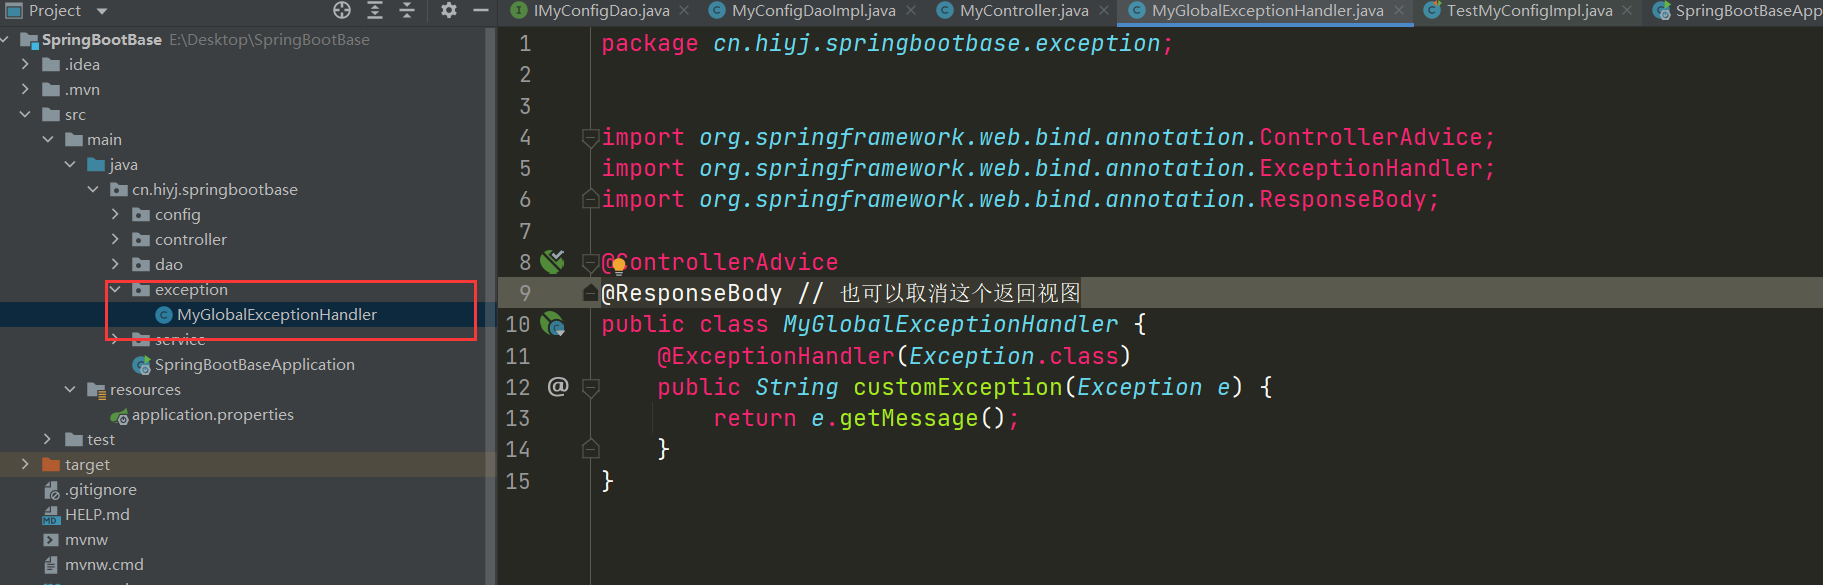 Project
SpringBootBase E:\Desktop\SpringBootBase
.idea
.mvn
src
main
java
cn.hiyj.springbootbase
config
controller
dao
exception
MyGlobalExceptionHandler
service
SpringBootBaseApplication
resources
application.properties
test
target
.gitignore
HELP.md
mvnw
mvnw.cmd
IMyConfigDao.java MyConfigDaoImpl.java MyController.java MyGlobalExceptionHandler.java TestMyConfigImpl.java SpringBootBaseApp
1 package cn.hiyj.springbootbase.exception;
2
3
4 import org.springframework.web.bind.annotation.ControllerAdvice;
5 import org.springframework.web.bind.annotation.ExceptionHandler;
6 import org.springframework.web.bind.annotation.ResponseBody;
7
8 @ControllerAdvice
9 @ResponseBody // 也可以取消这个返回视图
10 public class MyGlobalExceptionHandler {
11 @ExceptionHandler(Exception.class)
12 public String customException(Exception e) {
13 return e.getMessage();
14 }
15 }